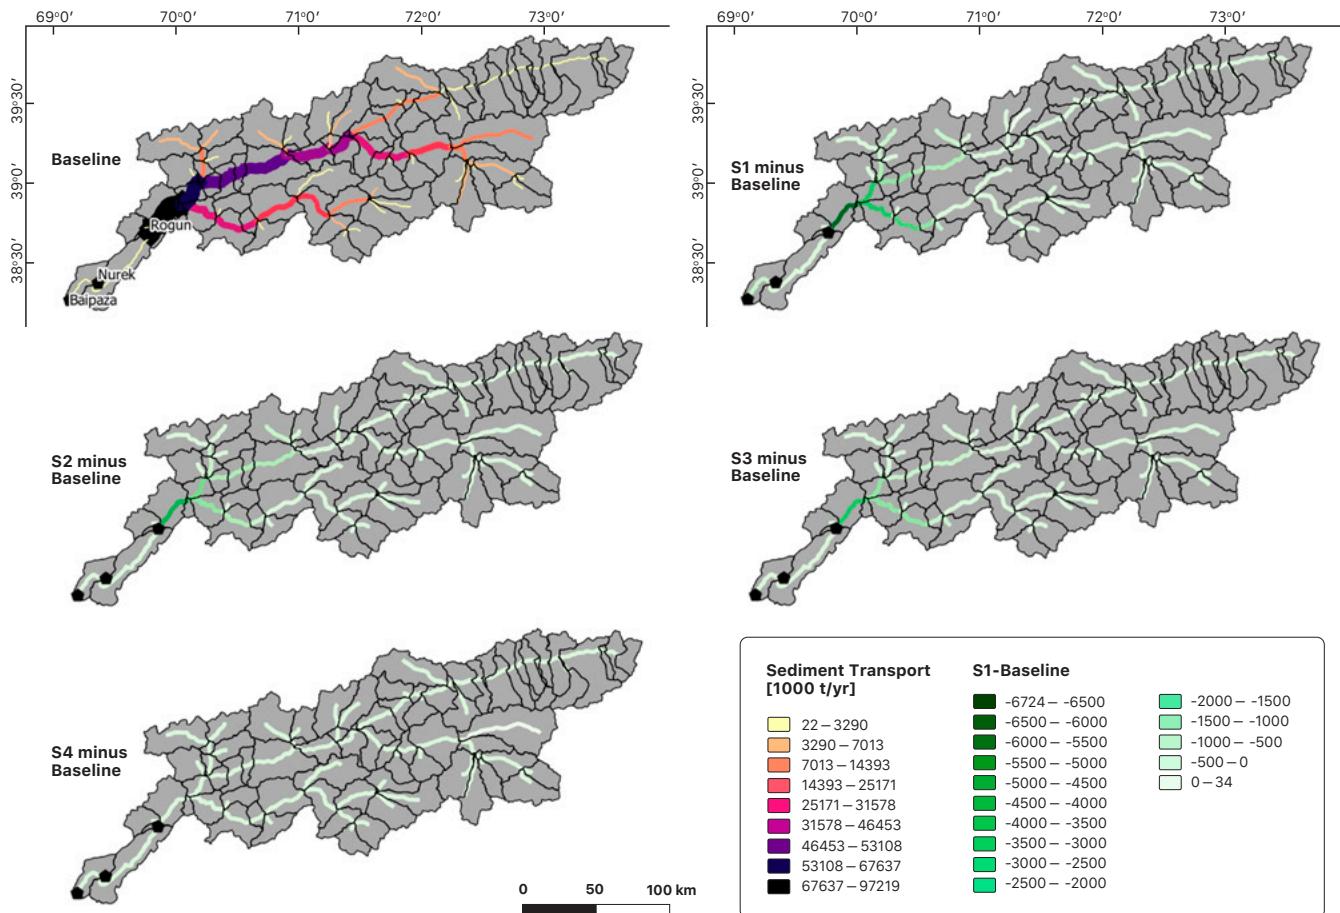 69°0′ 70°0′ 71°0′ 72°0′ 73°0′
69°0′ 70°0′ 71°0′ 72°0′ 73°0′
39°30′
39°0′
38°30′
39°30′
39°0′
38°30′
Baseline
Rogun
Nurek
Baipaza
S1 minus
Baseline
S2 minus
Baseline
S3 minus
Baseline
S4 minus
Baseline
0 50 100 km
Sediment Transport
[1000 t/yr]
22 – 3290
3290 – 7013
7013 – 14393
14393 – 25171
25171 – 31578
31578 – 46453
46453 – 53108
53108 – 67637
67637 – 97219
S1-Baseline
-6724 – -6500
-6500 – -6000
-6000 – -5500
-5500 – -5000
-5000 – -4500
-4500 – -4000
-4000 – -3500
-3500 – -3000
-3000 – -2500
-2500 – -2000
-2000 – -1500
-1500 – -1000
-1000 – -500
-500 – 0
0 – 34